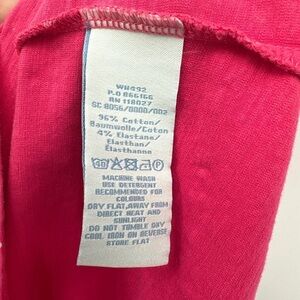 WH492
P.O 866166
RN 118027
SC 8056/0000/002
96% Cotton/
Baumwolle/Coton
4% Elastane/
Elasthan/
Elasthanne
40
P
MACHINE WASH
USE DETERGENT
RECOMMENDED FOR
COLOURS
DRY FLAT,AWAY FROM
DIRECT HEAT AND
SUNLIGHT
DO NOT TUMBLE DRY
COOL IRON ON REVERSE
STORE FLAT